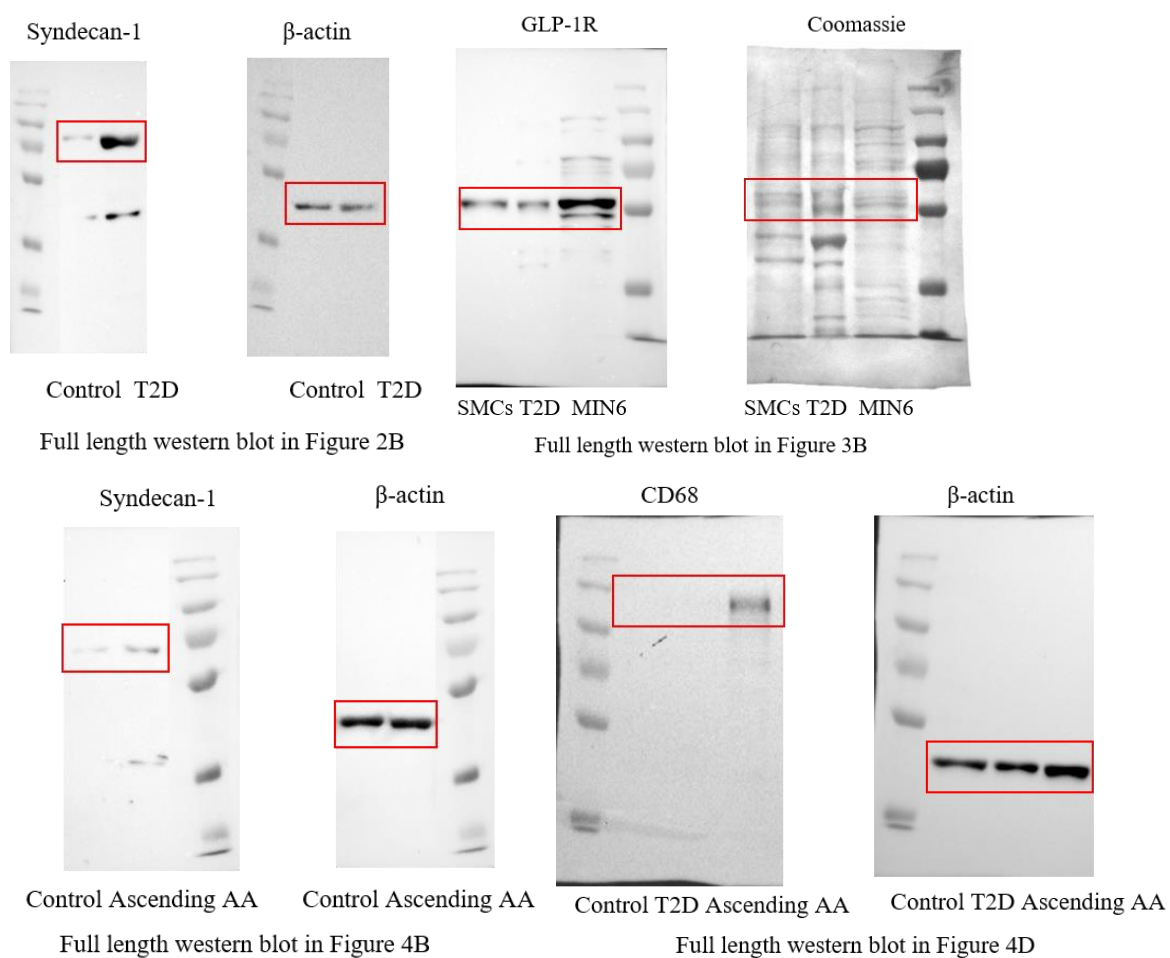 Syndecan-1
β-actin
GLP-1R
Coomassie
Control T2D
Control T2D
SMCs T2D MIN6
SMCs T2D MIN6
Full length western blot in Figure 2B
Full length western blot in Figure 3B
Syndecan-1
β-actin
CD68
β-actin
Control Ascending AA
Control Ascending AA
Control T2D Ascending AA
Control T2D Ascending AA
Full length western blot in Figure 4B
Full length western blot in Figure 4D